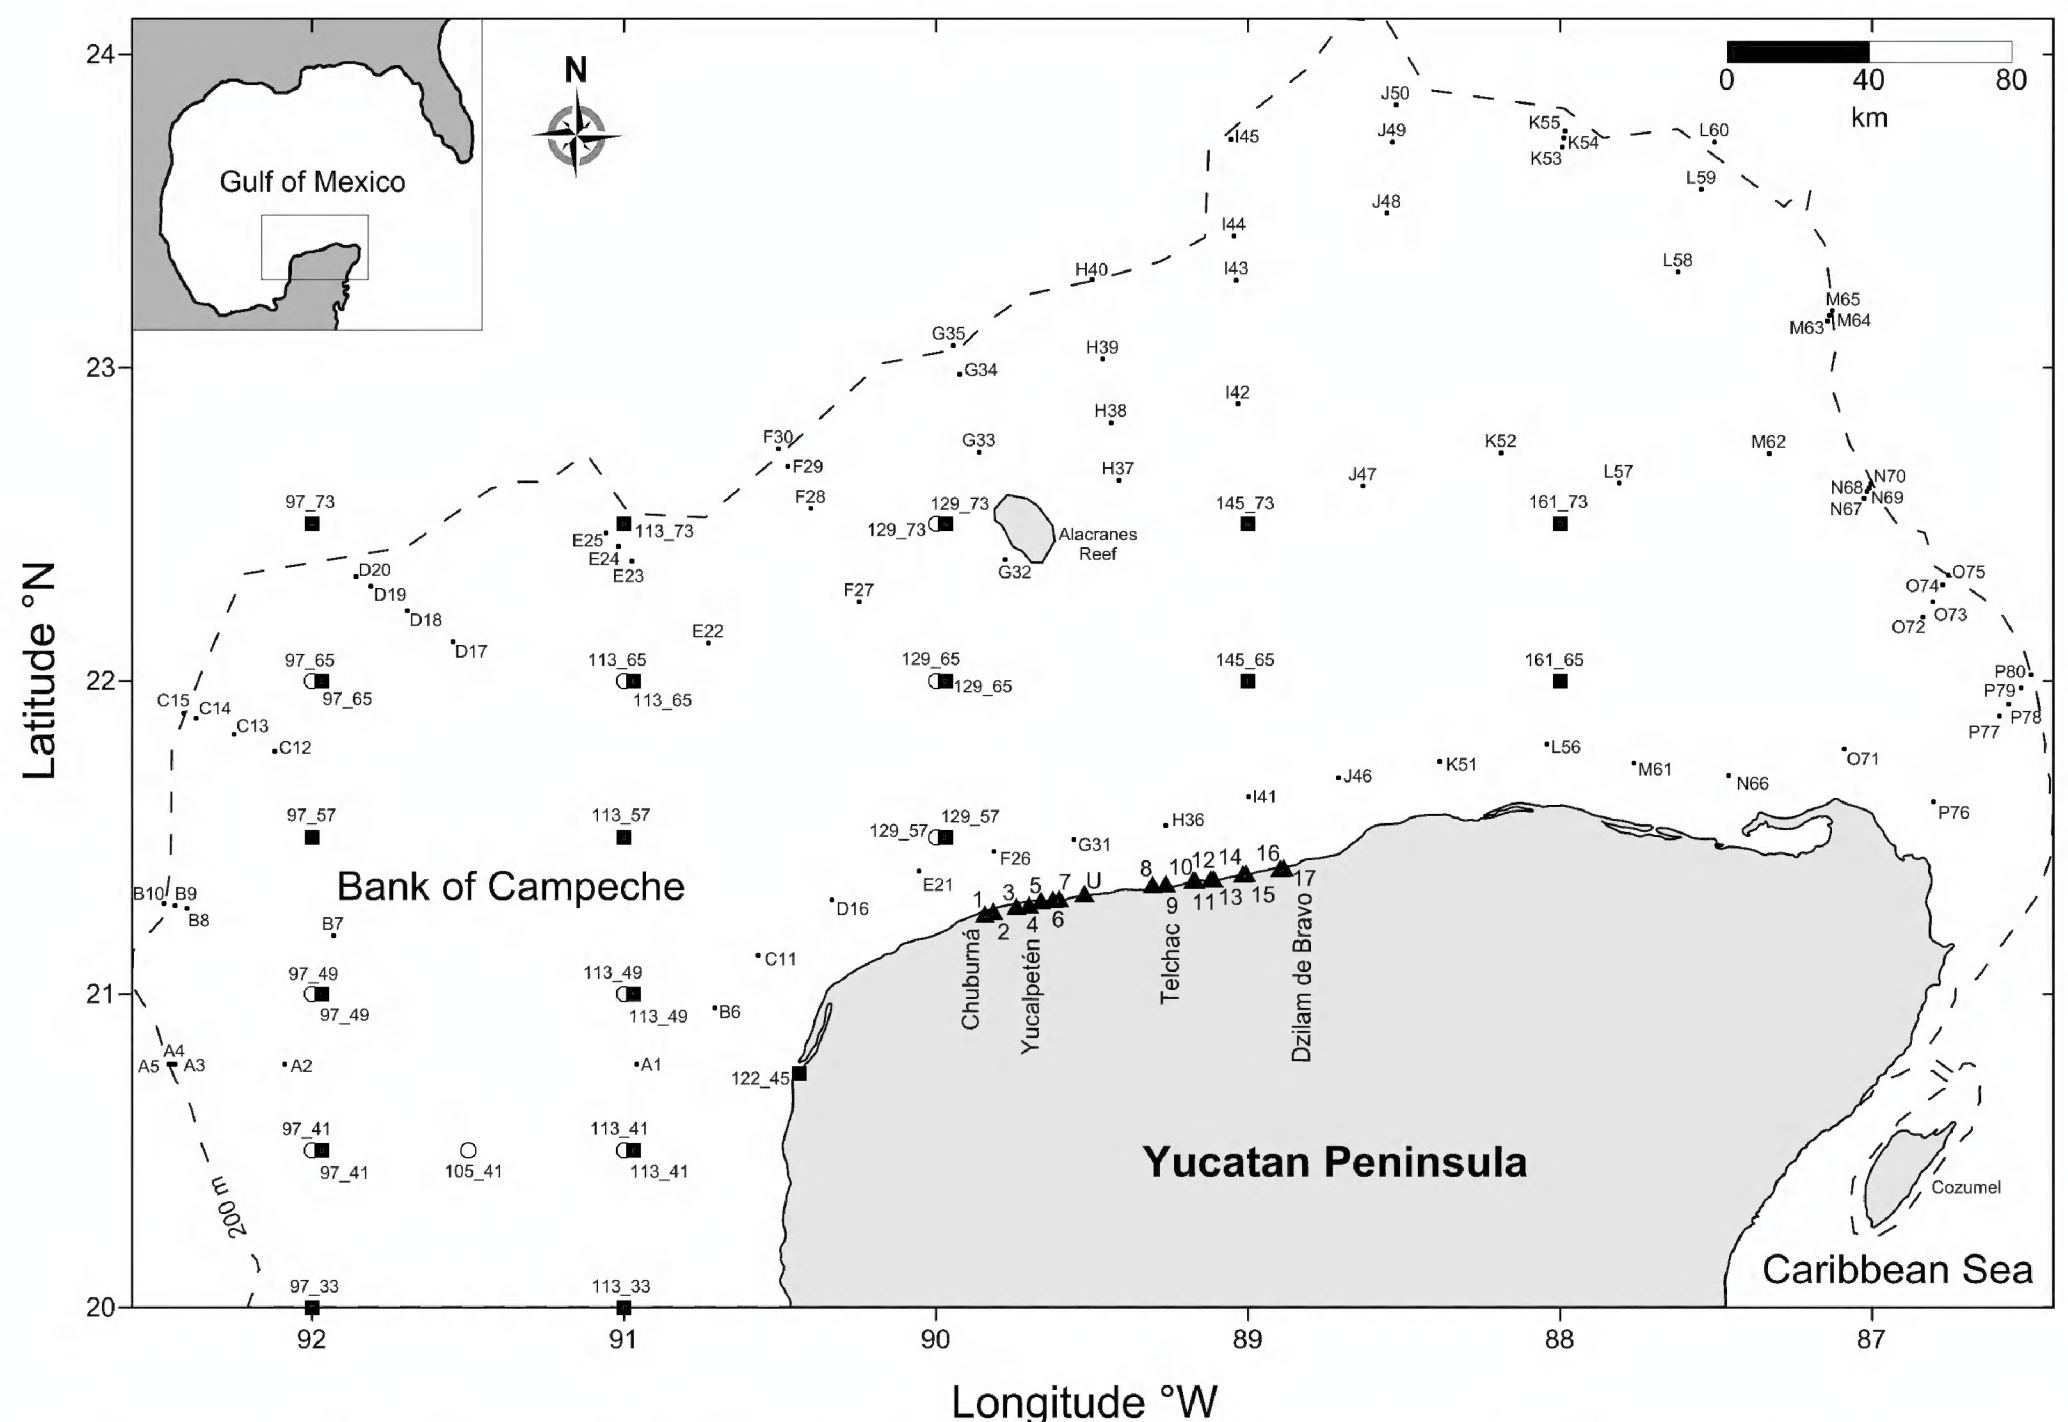 24
23
22
21
20
Latitude °N
Gulf of Mexico
N
0 40 80
km
J50
J49
J48
K55
K54
K53
L60
L59
L58
I45
I44
I43
I42
H40
H39
H38
H37
G35
G34
G33
M65
M64
M63
M62
F30
F29
F28
K52
J47
L57
N70
N68
N69
N67
97_73
113_73
129_73
129_73
145_73
161_73
Alacranes
Reef
G32
E25
E24
E23
D20
D19
D18
D17
E22
F27
O75
O74
O73
O72
97_65
97_65
113_65
113_65
129_65
129_65
145_65
161_65
P80
P79
P78
P77
C15
C14
C13
C12
L56
K51
M61
J46
N66
O71
I41
P76
97_57
113_57
129_57
129_57
H36
G31
F26
E21
D16
Bank of Campeche
B10
B9
B8
B7
1
2
3
4
5
6
7
U
8
9
10
11
12
13
14
15
16
17
Chuburná
Yucalpetén
Telchac
Dzilam de Bravo
C11
97_49
97_49
113_49
113_49
B6
A4
A5
A3
A2
A1
122_45
97_41
97_41
105_41
113_41
113_41
Yucatan Peninsula
Cozumel
200 m
Caribbean Sea
97_33
113_33
92
91
90
89
88
87
Longitude °W